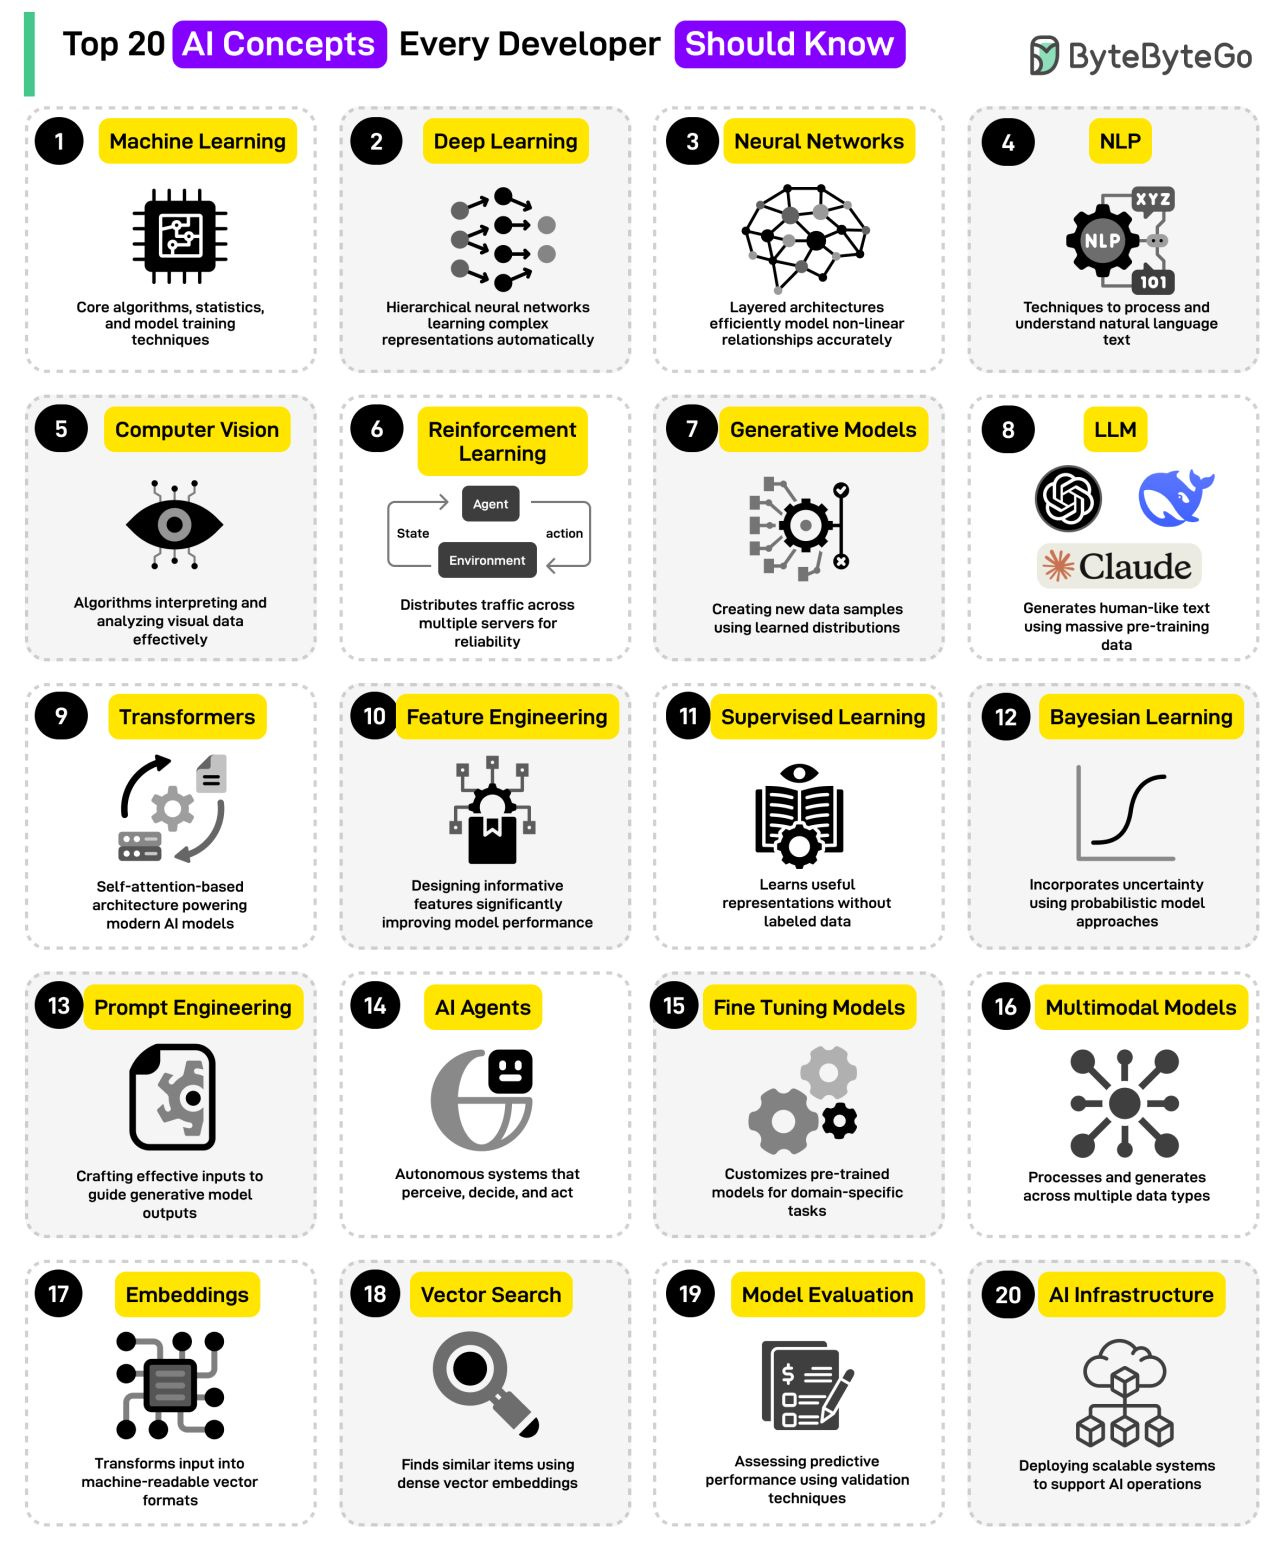 Top 20 AI Concepts Every Developer Should Know
ByteByteGo
1 Machine Learning
Core algorithms, statistics,
and model training
techniques
2 Deep Learning
Hierarchical neural networks
learning complex
representations automatically
3 Neural Networks
Layered architectures
efficiently model non-linear
relationships accurately
4 NLP
XYZ
NLP
101
Techniques to process and
understand natural language
text
5 Computer Vision
Algorithms interpreting and
analyzing visual data
effectively
6 Reinforcement
Learning
Agent
State action
Environment
Distributes traffic across
multiple servers for
reliability
7 Generative Models
Creating new data samples
using learned distributions
8 LLM
Claude
Generates human-like text
using massive pre-training
data
9 Transformers
Self-attention-based
architecture powering
modern AI models
10 Feature Engineering
Designing informative
features significantly
improving model performance
11 Supervised Learning
Learns useful
representations without
labeled data
12 Bayesian Learning
Incorporates uncertainty
using probabilistic model
approaches
13 Prompt Engineering
Crafting effective inputs to
guide generative model
outputs
14 AI Agents
Autonomous systems that
perceive, decide, and act
15 Fine Tuning Models
Customizes pre-trained
models for domain-specific
tasks
16 Multimodal Models
Processes and generates
across multiple data types
17 Embeddings
Transforms input into
machine-readable vector
formats
18 Vector Search
Finds similar items using
dense vector embeddings
19 Model Evaluation
$
Assessing predictive
performance using validation
techniques
20 AI Infrastructure
Deploying scalable systems
to support AI operations